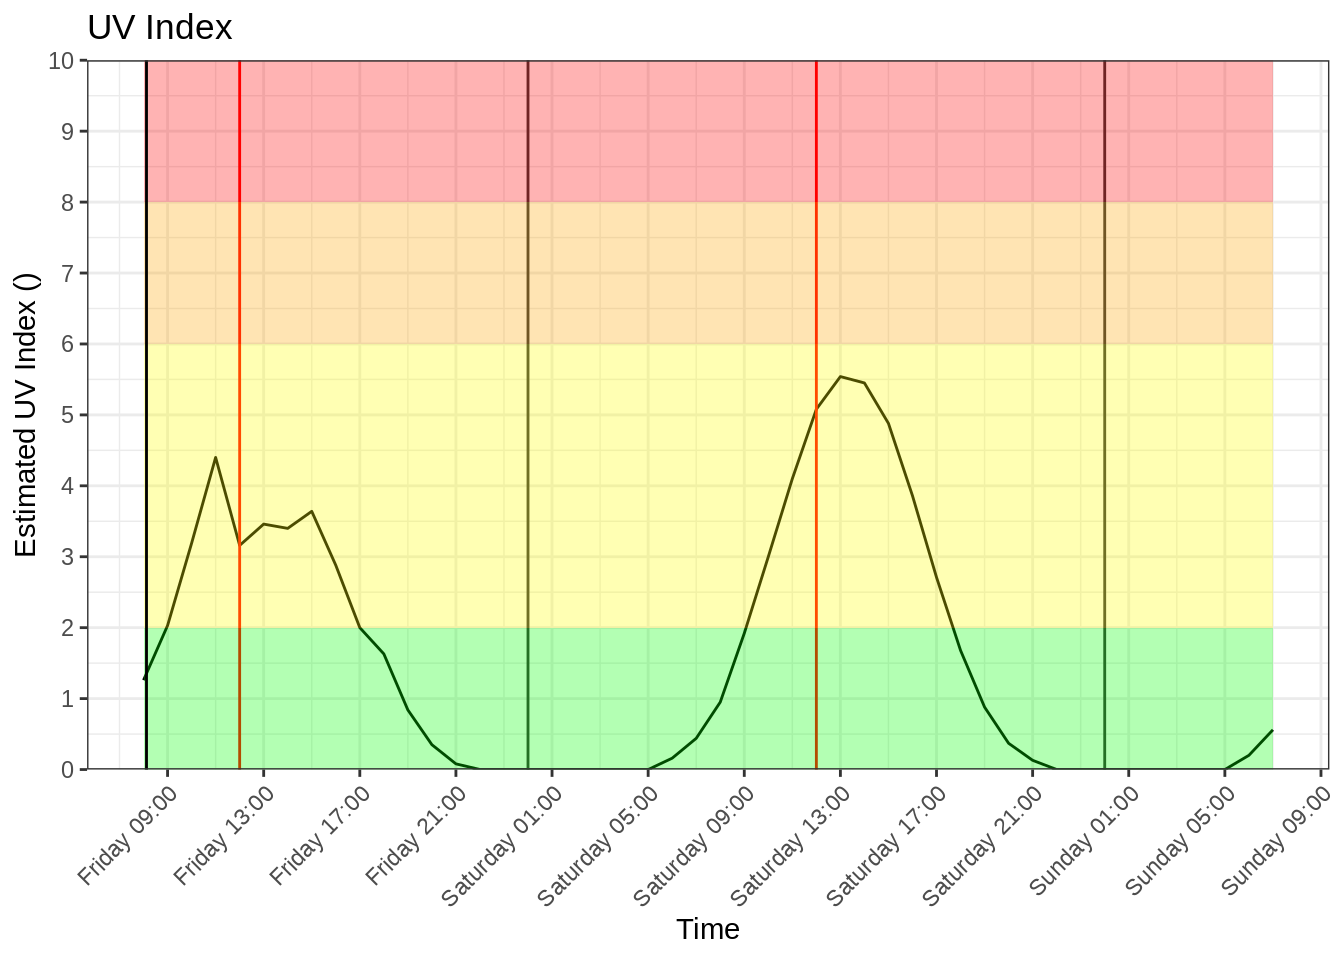 UV Index
Estimated UV Index ()
10
9
8
7
6
5
4
3
2
1
0
Friday 09:00
Friday 13:00
Friday 17:00
Friday 21:00
Saturday 01:00
Saturday 05:00
Saturday 09:00
Saturday 13:00
Saturday 17:00
Saturday 21:00
Sunday 01:00
Sunday 05:00
Sunday 09:00
Time